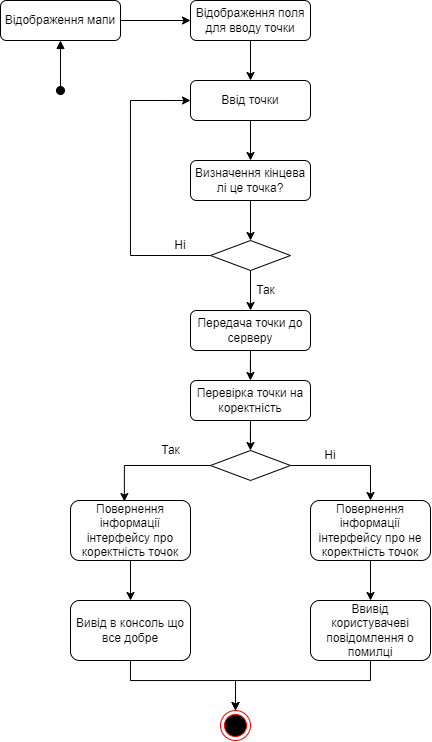 Відображення мапи
Відображення поля
для вводу точки
Ввід точки
Визначення кінцева
лі це точка?
Ні
Так
Передача точки до
серверу
Перевірка точки на
коректність
Так
Ні
Повернення
інформації
інтерфейсу про
коректність точок
Повернення
інформації
інтерфейсу про не
коректність точок
Вивід в консоль що
все добре
Ввивід
користувачеві
повідомлення о
помилці